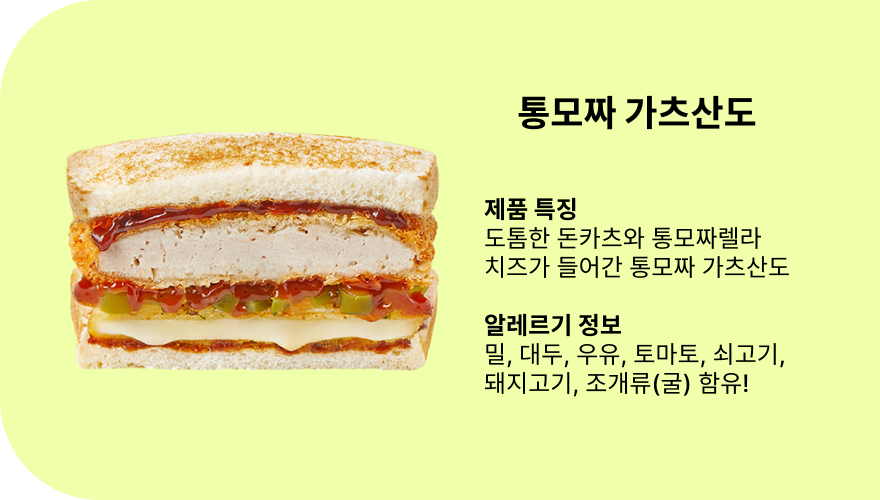 통모짜 가츠산도
제품 특징
도톰한 돈카츠와 통모짜렐라
치즈가 들어간 통모짜 가츠산도
알레르기 정보
밀, 대두, 우유, 토마토, 쇠고기,
돼지고기, 조개류(굴) 함유!